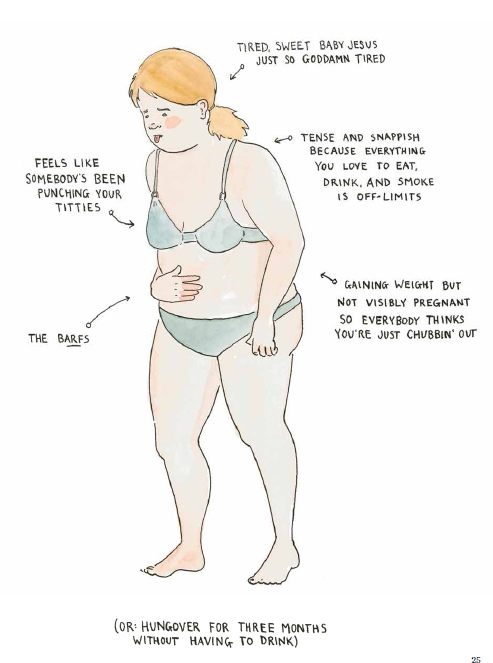 TIRED, SWEET BABY JESUS
JUST SO GODDAMN TIRED
TENSE AND SNAPPISH
BECAUSE EVERYTHING
YOU LOVE TO EAT,
DRINK, AND SMOKE
IS OFF-LIMITS
FEELS LIKE
SOMEBODY'S BEEN
PUNCHING YOUR
TITTIES
GAINING WEIGHT BUT
NOT VISIBLY PREGNANT
SO EVERYBODY THINKS
YOU'RE JUST CHUBBIN' OUT
THE BARFS
(OR: HUNGOVER FOR THREE MONTHS
WITHOUT HAVING TO DRINK)
25